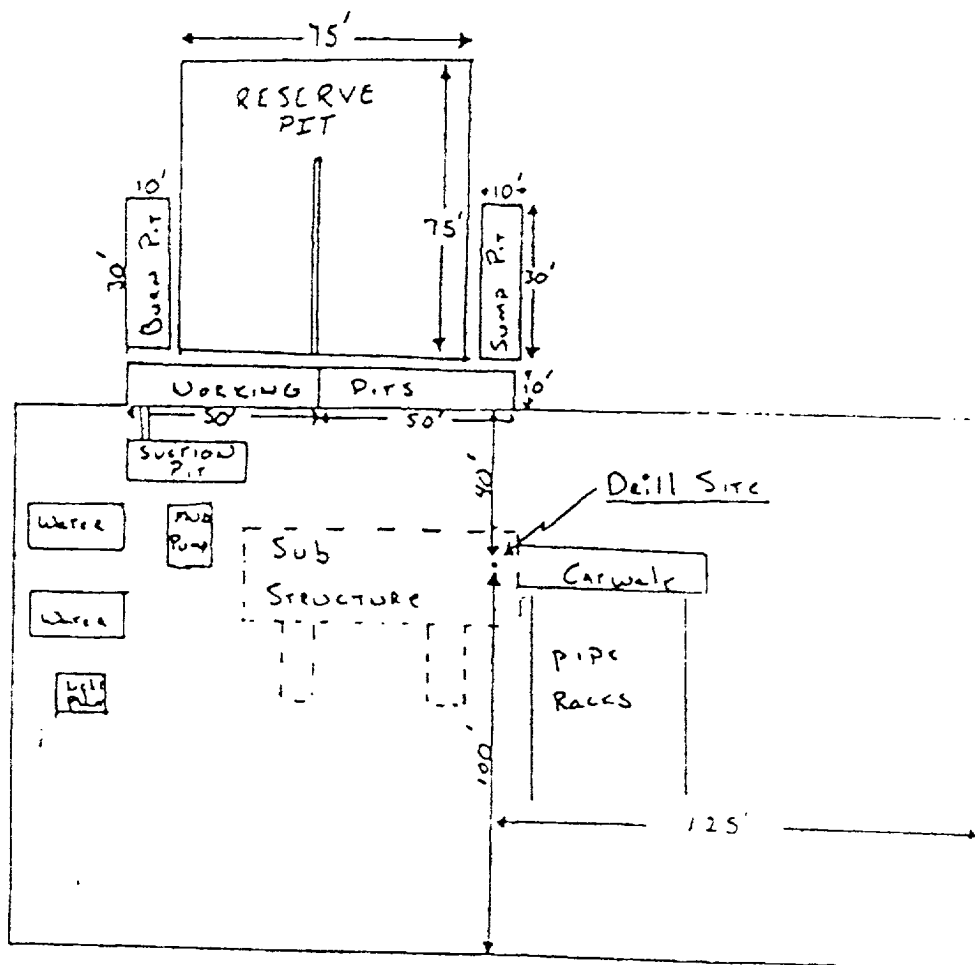 75'
RESERVE
PIT
10'
10'
75'
30'
BURN PIT
SUMP PIT
30'
WORKING PITS
10'
50'
50'
SUCTION
PIT
40'
Drill Site
WATER
MUD
PUMP
Sub
STRUCTURE
Catwalk
WATER
PIPE
RACKS
100'
125'